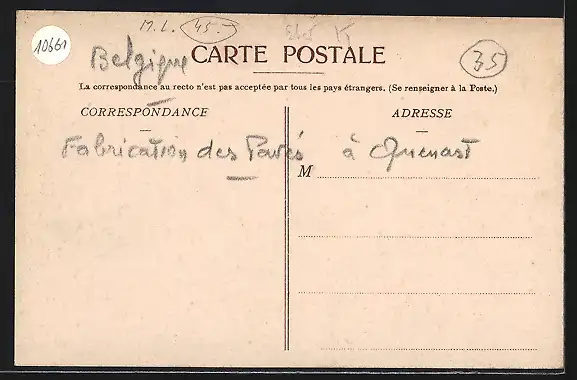 M. L. 45.-
10661
Belgique
35
CARTE POSTALE
La correspondance au recto n'est pas acceptée par tous les pays étrangers. (Se renseigner à la Poste.)
CORRESPONDANCE
ADRESSE
Fabrication des Pavés à Quenast
M